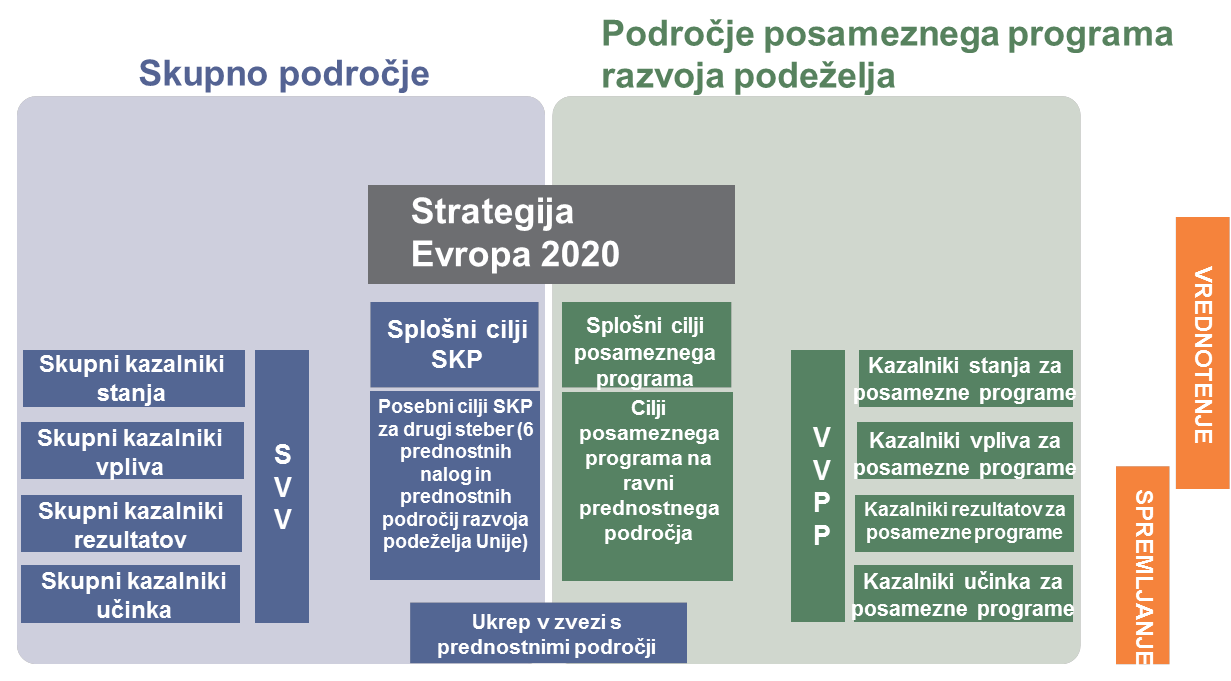 Skupno področje
Področje posameznega programa
razvoja podeželja
Strategija
Evropa 2020
Splošni cilji
SKP
Splošni cilji
posameznega
programa
Skupni kazalniki
stanja
Skupni kazalniki
vpliva
Skupni kazalniki
rezultatov
Skupni kazalniki
učinka
S
V
V
Posebni cilji SKP
za drugi steber (6
prednostnih
nalog in
prednostnih
področij razvoja
podeželja Unije)
Cilji
posameznega
programa na
ravni
prednostnega
področja
V
V
P
P
Kazalniki stanja za
posamezne programe
Kazalniki vpliva za
posamezne programe
Kazalniki rezultatov za
posamezne programe
Kazalniki učinka za
posamezne programe
Ukrep v zvezi s
prednostnimi področji
VREDNOTENJE
SPREMLJANJE